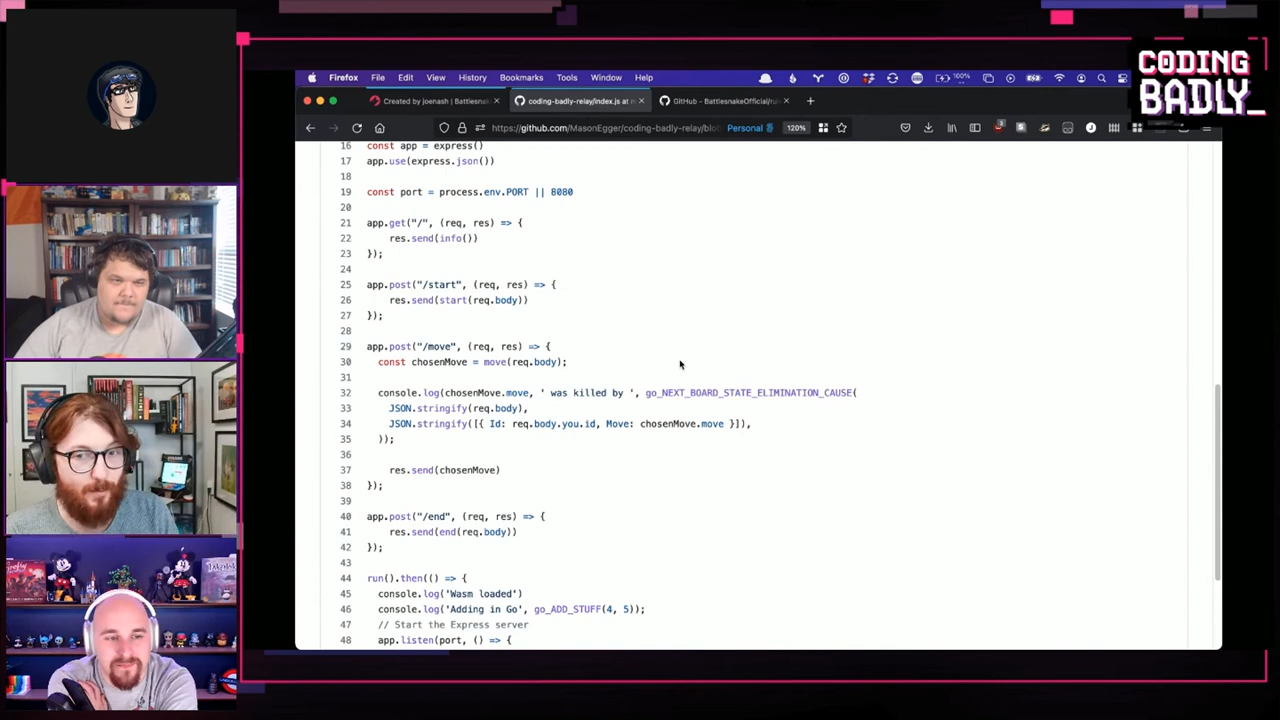 CODING
BADLY_
Firefox File Edit View History Bookmarks Tools Window Help
100%
Created by joenash | Battlesnak
coding-badly-relay/index.js at m
GitHub - BattlesnakeOfficial/ru
https://github.com/MasonEgger/coding-badly-relay/blo
Personal
120%
16 const app = express()
17 app.use(express.json())
18
19 const port = process.env.PORT || 8080
20
21 app.get("/", (req, res) => {
22 res.send(info())
23 });
24
25 app.post("/start", (req, res) => {
26 res.send(start(req.body))
27 });
28
29 app.post("/move", (req, res) => {
30 const chosenMove = move(req.body);
31
32 console.log(chosenMove.move, ' was killed by ', go_NEXT_BOARD_STATE_ELIMINATION_CAUSE(
33 JSON.stringify(req.body),
34 JSON.stringify([{ Id: req.body.you.id, Move: chosenMove.move }]),
35 ));
36
37 res.send(chosenMove)
38 });
39
40 app.post("/end", (req, res) => {
41 res.send(end(req.body))
42 });
43
44 run().then(() => {
45 console.log('Wasm loaded')
46 console.log('Adding in Go', go_ADD_STUFF(4, 5));
47 // Start the Express server
48 app.listen(port, () => {